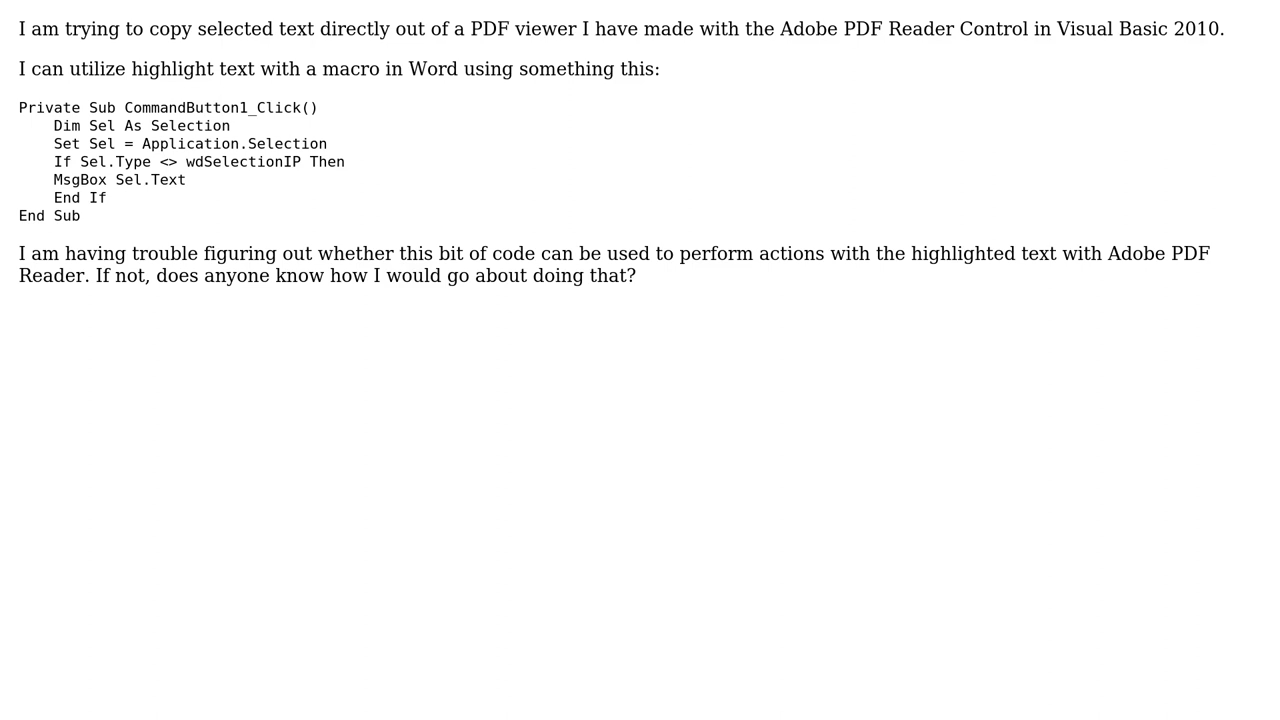 I am trying to copy selected text directly out of a PDF viewer I have made with the Adobe PDF Reader Control in Visual Basic 2010.
I can utilize highlight text with a macro in Word using something this:
Private Sub CommandButton1_Click()
    Dim Sel As Selection
    Set Sel = Application.Selection
    If Sel.Type <> wdSelectionIP Then
    MsgBox Sel.Text
    End If
End Sub
I am having trouble figuring out whether this bit of code can be used to perform actions with the highlighted text with Adobe PDF
Reader. If not, does anyone know how I would go about doing that?